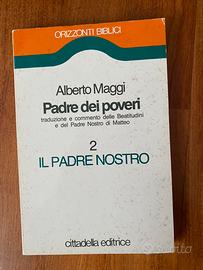 ORIZZONTI BIBLICI
Alberto Maggi
Padre dei poveri
traduzione e commento delle Beatitudini
e del Padre Nostro di Matteo
2
IL PADRE NOSTRO
cittadella editrice
subito